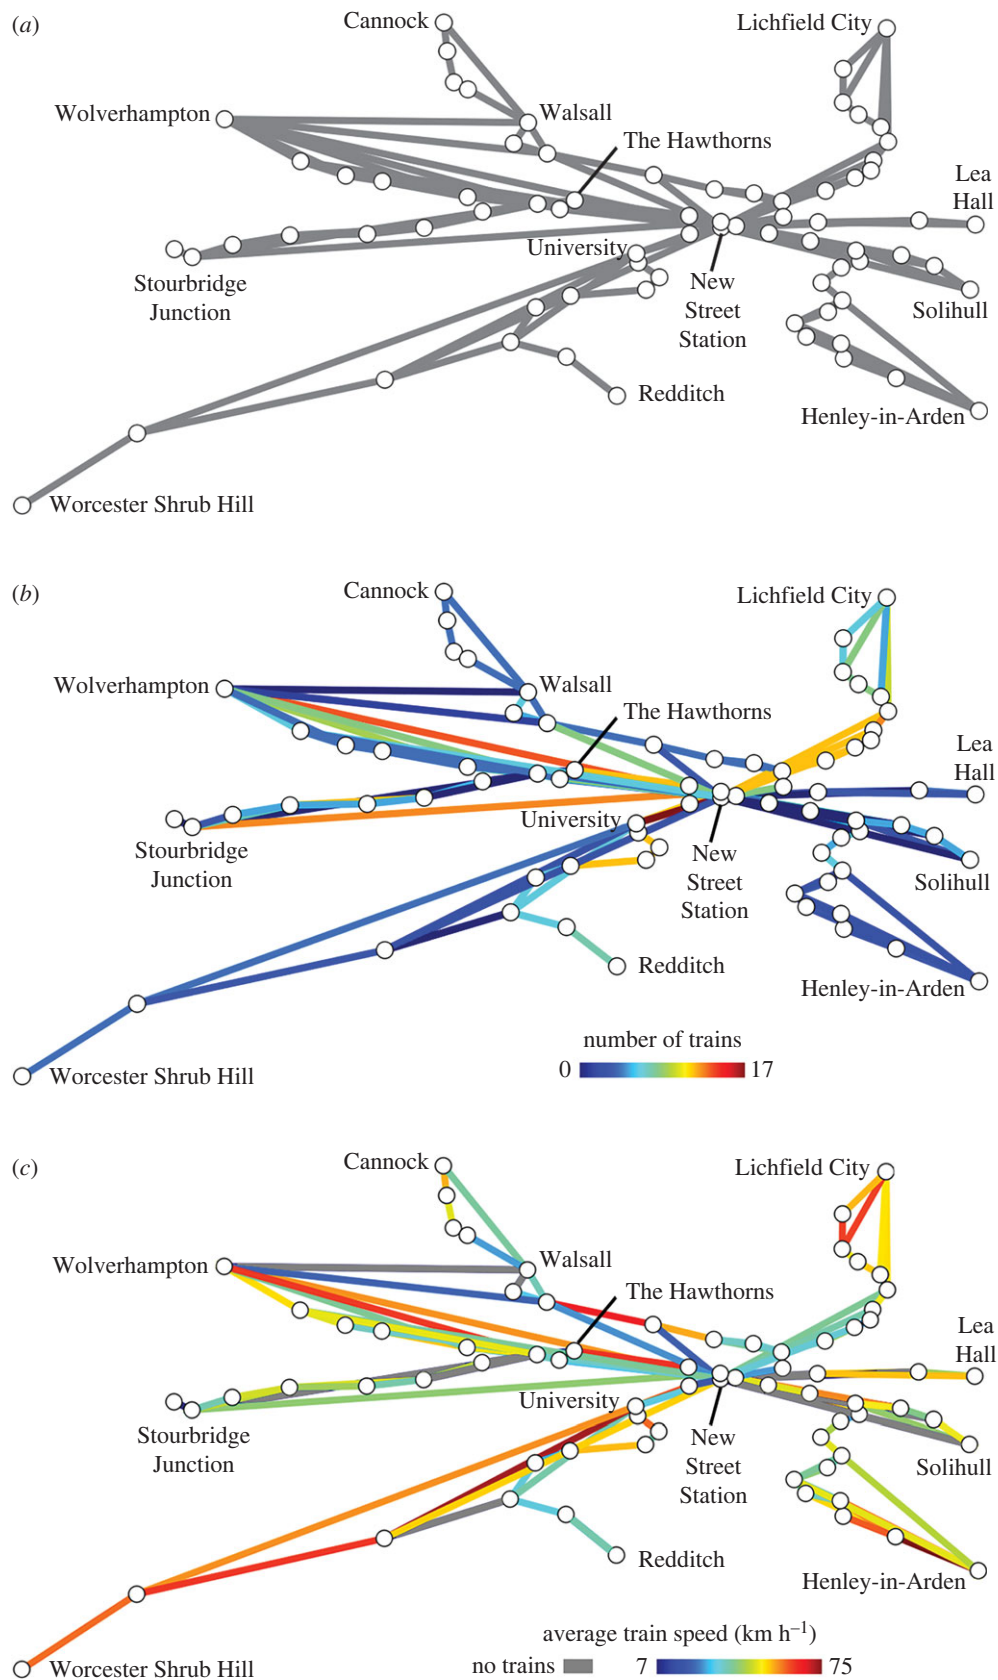 (a)
Cannock
Lichfield City
Wolverhampton
Walsall
The Hawthorns
Lea
Hall
University
Stourbridge
Junction
New
Street
Station
Solihull
Redditch
Henley-in-Arden
Worcester Shrub Hill
(b)
Cannock
Lichfield City
Wolverhampton
Walsall
The Hawthorns
Lea
Hall
University
Stourbridge
Junction
New
Street
Station
Solihull
Redditch
Henley-in-Arden
number of trains
0 17
Worcester Shrub Hill
(c)
Cannock
Lichfield City
Wolverhampton
Walsall
The Hawthorns
Lea
Hall
University
Stourbridge
Junction
New
Street
Station
Solihull
Redditch
Henley-in-Arden
average train speed (km h⁻¹)
Worcester Shrub Hill
no trains 7 75